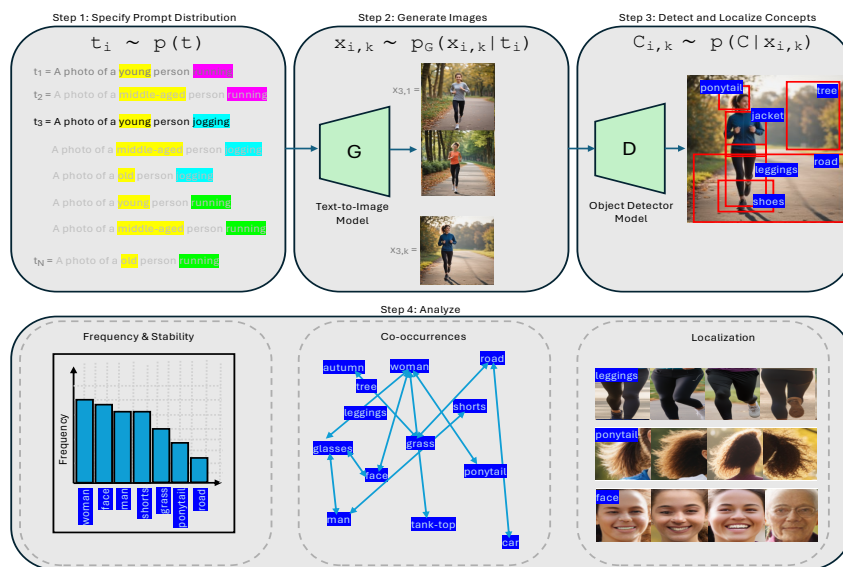 Step 1: Specify Prompt Distribution
t_i ~ p(t)
t₁ = A photo of a young person running
t₂ = A photo of a middle-aged person running
t₃ = A photo of a young person jogging
A photo of a middle-aged person jogging
A photo of a old person jogging
A photo of a young person running
A photo of a middle-aged person running
t_N = A photo of a old person running
Step 2: Generate Images
x_{i,k} ~ p_G(x_{i,k}|t_i)
G
Text-to-Image
Model
x_{3,1} =
x_{3,k} =
Step 3: Detect and Localize Concepts
C_{i,k} ~ p(C|x_{i,k})
D
Object Detector
Model
ponytail
tree
jacket
road
leggings
shoes
Step 4: Analyze
Frequency & Stability
Frequency
woman
face
man
shorts
grass
ponytail
road
Co-occurrences
autumn
woman
road
tree
leggings
shorts
glasses
grass
face
ponytail
man
tank-top
car
Localization
leggings
ponytail
face